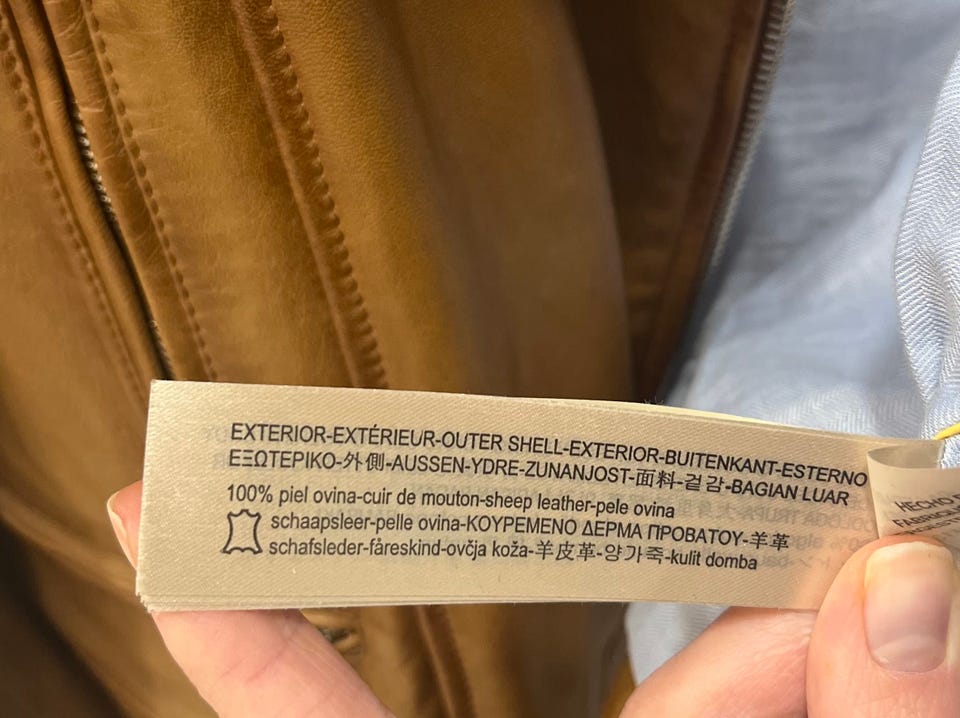 EXTERIOR-EXTÉRIEUR-OUTER SHELL-EXTERIOR-BUITENKANT-ESTERNO
ΕΞΩΤΕΡΙΚΟ-外側-AUSSEN-YDRE-ZUNANJOST-面料-겉감-BAGIAN LUAR
100% piel ovina-cuir de mouton-sheep leather-pele ovina
schaapsleer-pelle ovina-ΚΟΥΡΕΜΕΝΟ ΔΕΡΜΑ ΠΡΟΒΑΤΟΥ-羊革
schafsleder-fåreskind-ovčja koža-羊皮革-양가죽-kulit domba
HECHO